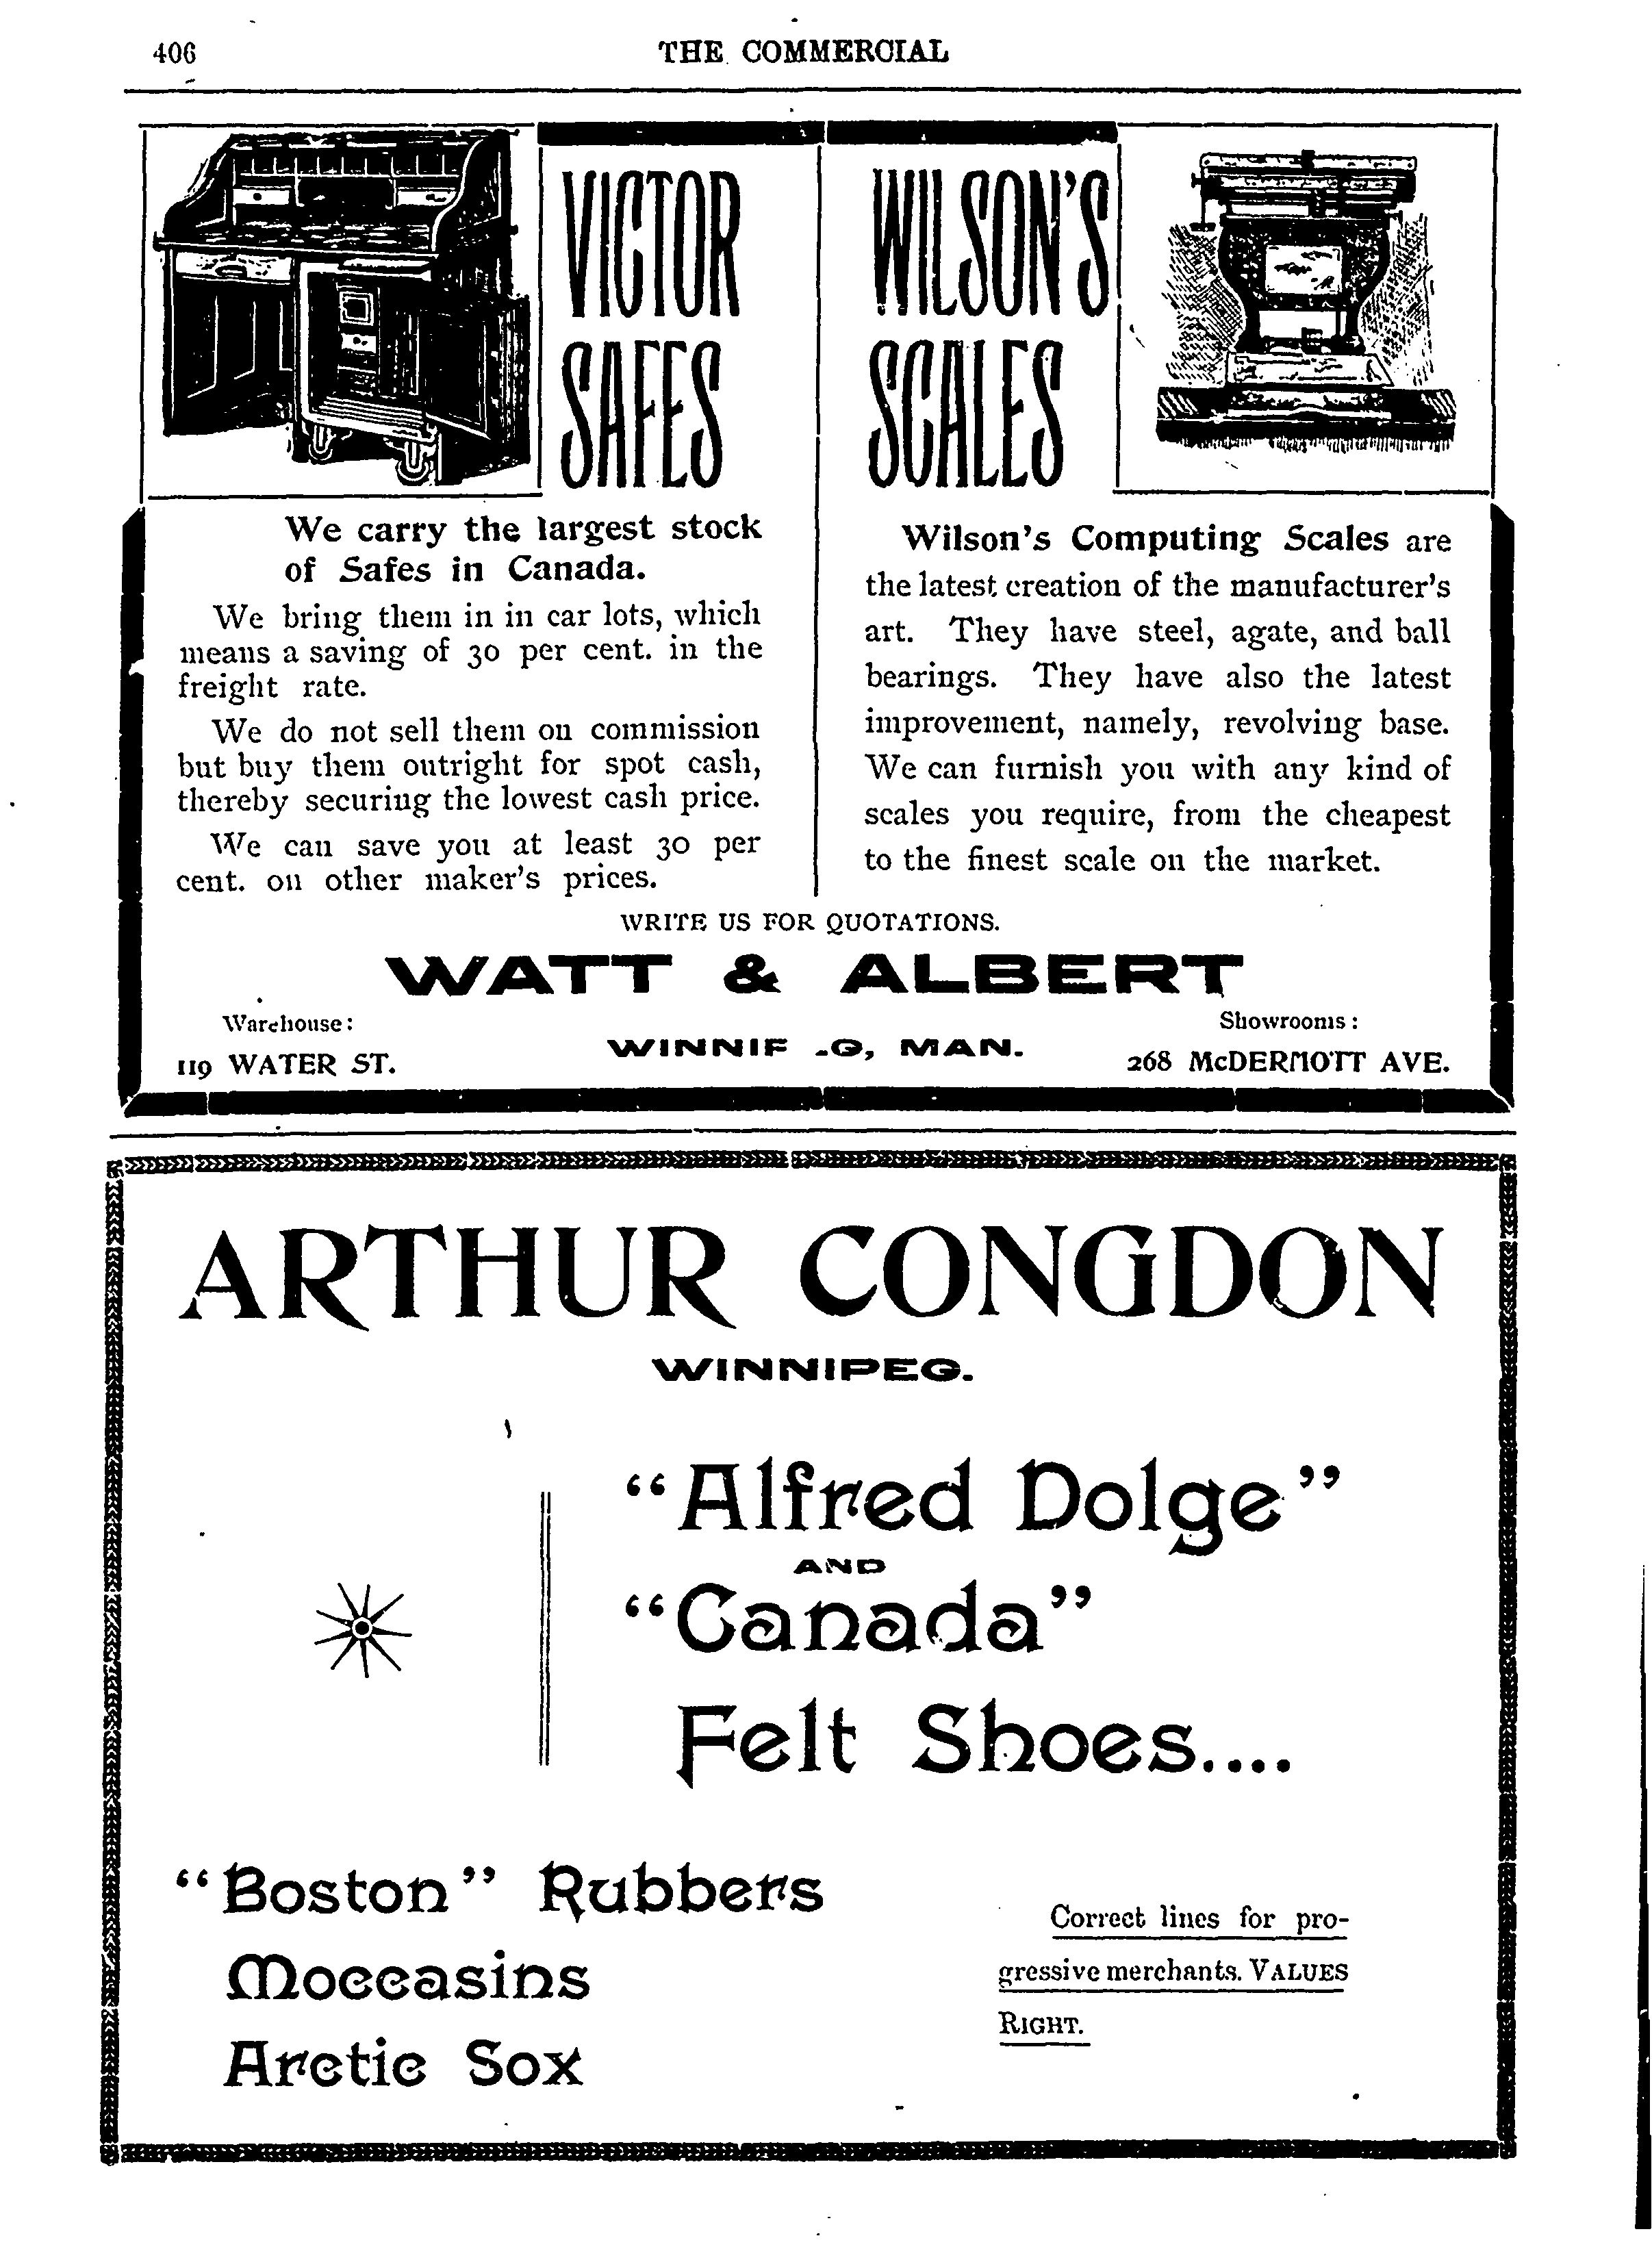 406
THE COMMERCIAL
VICTOR
SAFES
We carry the largest stock
of Safes in Canada.
We bring them in in car lots, which
means a saving of 30 per cent. in the
freight rate.
We do not sell them on commission
but buy them outright for spot cash,
thereby securing the lowest cash price.
We can save you at least 30 per
cent. on other maker's prices.
WILSON'S
SCALES
Wilson's Computing Scales are
the latest creation of the manufacturer's
art. They have steel, agate, and ball
bearings. They have also the latest
improvement, namely, revolving base.
We can furnish you with any kind of
scales you require, from the cheapest
to the finest scale on the market.
WRITE US FOR QUOTATIONS.
WATT & ALBERT
Warehouse:
119 WATER ST.
MAN.
Showrooms:
268 McDERMOTT AVE.
ARTHUR CONGDON
WINNIPEG.
"Alfred Dolge"
AND
"Canada"
Felt Shoes....
"Boston" Rubbers
Moccasins
Arctic Sox
Correct lines for pro-
gressive merchants. VALUES
RIGHT.